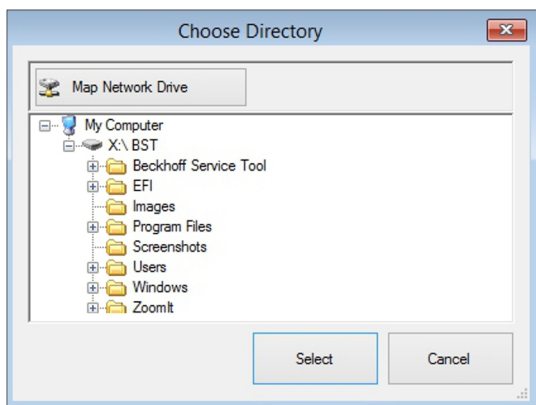 Choose Directory
Map Network Drive
My Computer
X:\ BST
Beckhoff Service Tool
EFI
Images
Program Files
Screenshots
Users
Windows
ZoomIt
Select
Cancel